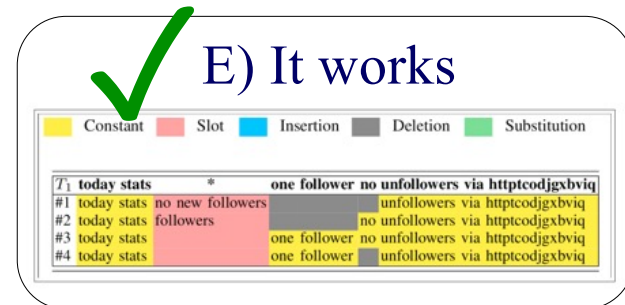 E) It works
Constant Slot Insertion Deletion Substitution
T1 today stats * one follower no unfollowers via httptcodjgxbviq
#1 today stats no new followers unfollowers via httptcodjgxbviq
#2 today stats followers no unfollowers via httptcodjgxbviq
#3 today stats one follower no unfollowers via httptcodjgxbviq
#4 today stats one follower unfollowers via httptcodjgxbviq